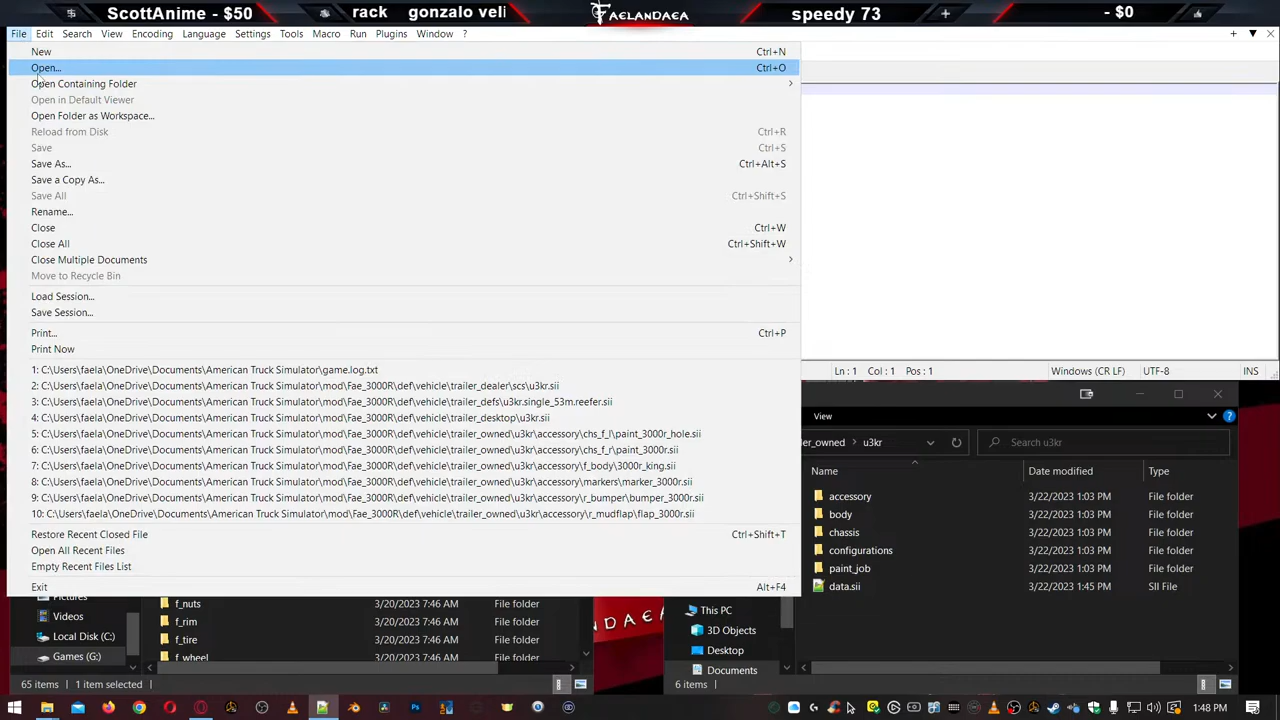 ScottAnime - $50
rack gonzalo veli
FAELANDAEA
speedy 73
- $0
File Edit Search View Encoding Language Settings Tools Macro Run Plugins Window ?
New Ctrl+N
Open... Ctrl+O
Open Containing Folder
Open in Default Viewer
Open Folder as Workspace...
Reload from Disk Ctrl+R
Save Ctrl+S
Save As... Ctrl+Alt+S
Save a Copy As...
Save All Ctrl+Shift+S
Rename...
Close Ctrl+W
Close All Ctrl+Shift+W
Close Multiple Documents
Move to Recycle Bin
Load Session...
Save Session...
Print... Ctrl+P
Print Now
1: C:\Users\faela\OneDrive\Documents\American Truck Simulator\game.log.txt
2: C:\Users\faela\OneDrive\Documents\American Truck Simulator\mod\Fae_3000R\def\vehicle\trailer_dealer\scs\u3kr.sii
3: C:\Users\faela\OneDrive\Documents\American Truck Simulator\mod\Fae_3000R\def\vehicle\trailer_defs\u3kr.single_53m.reefer.sii
4: C:\Users\faela\OneDrive\Documents\American Truck Simulator\mod\Fae_3000R\def\vehicle\trailer_desktop\u3kr.sii
5: C:\Users\faela\OneDrive\Documents\American Truck Simulator\mod\Fae_3000R\def\vehicle\trailer_owned\u3kr\accessory\chs_f_l\paint_3000r_hole.sii
6: C:\Users\faela\OneDrive\Documents\American Truck Simulator\mod\Fae_3000R\def\vehicle\trailer_owned\u3kr\accessory\chs_f_r\paint_3000r.sii
7: C:\Users\faela\OneDrive\Documents\American Truck Simulator\mod\Fae_3000R\def\vehicle\trailer_owned\u3kr\accessory\f_body\3000r_king.sii
8: C:\Users\faela\OneDrive\Documents\American Truck Simulator\mod\Fae_3000R\def\vehicle\trailer_owned\u3kr\accessory\markers\marker_3000r.sii
9: C:\Users\faela\OneDrive\Documents\American Truck Simulator\mod\Fae_3000R\def\vehicle\trailer_owned\u3kr\accessory\r_bumper\bumper_3000r.sii
10: C:\Users\faela\OneDrive\Documents\American Truck Simulator\mod\Fae_3000R\def\vehicle\trailer_owned\u3kr\accessory\r_mudflap\flap_3000r.sii
Restore Recent Closed File Ctrl+Shift+T
Open All Recent Files
Empty Recent Files List
Exit Alt+F4
Ln : 1 Col : 1 Pos : 1 Windows (CR LF) UTF-8 INS
View
ler_owned > u3kr Search u3kr
Name Date modified Type
accessory 3/22/2023 1:03 PM File folder
body 3/22/2023 1:03 PM File folder
chassis 3/22/2023 1:03 PM File folder
configurations 3/22/2023 1:03 PM File folder
paint_job 3/22/2023 1:03 PM File folder
data.sii 3/22/2023 1:45 PM SII File
This PC
3D Objects
Desktop
Documents
6 items
Pictures
Videos
Local Disk (C:)
Games (G:)
f_nuts 3/20/2023 7:46 AM File folder
f_rim 3/20/2023 7:46 AM File folder
f_tire 3/20/2023 7:46 AM File folder
f_wheel 3/20/2023 7:46 AM File folder
65 items 1 item selected
NDAEA
1:48 PM